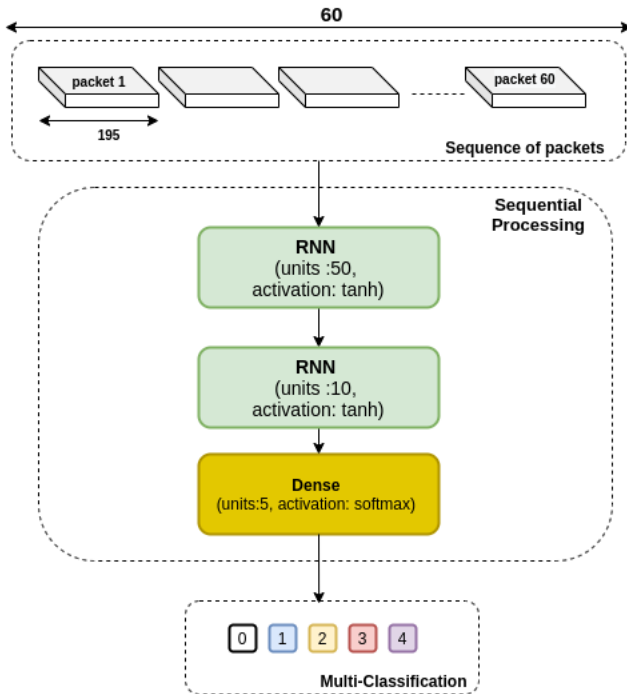 60
packet 1
packet 60
195
Sequence of packets
Sequential
Processing
RNN
(units :50,
activation: tanh)
RNN
(units :10,
activation: tanh)
Dense
(units:5, activation: softmax)
0 1 2 3 4
Multi-Classification